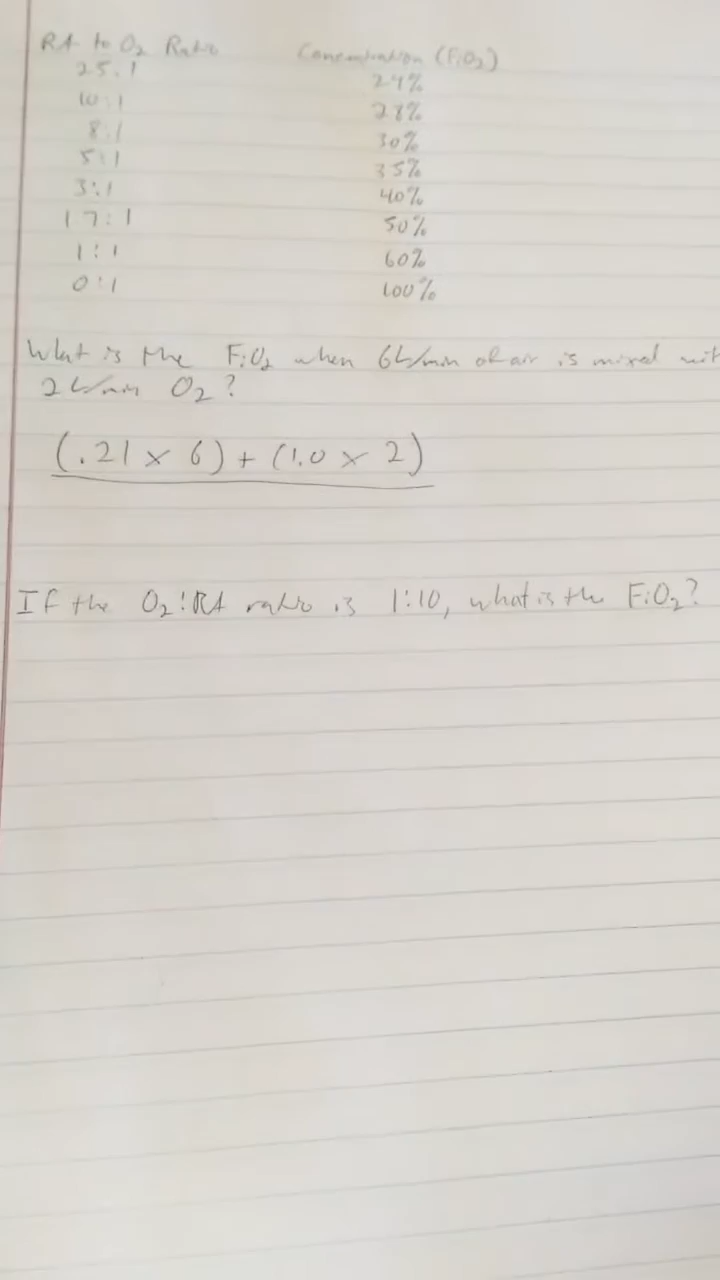 RA to O2 Ratio Concentration (FiO2)
25:1 24%
10:1 28%
8:1 30%
5:1 35%
3:1 40%
1.7:1 50%
1:1 60%
0:1 100%
What is the FiO2 when 6L/min of air is mixed wit
2L/min O2?
(.21 x 6) + (1.0 x 2)
If the O2:RA ratio is 1:10, what is the FiO2?